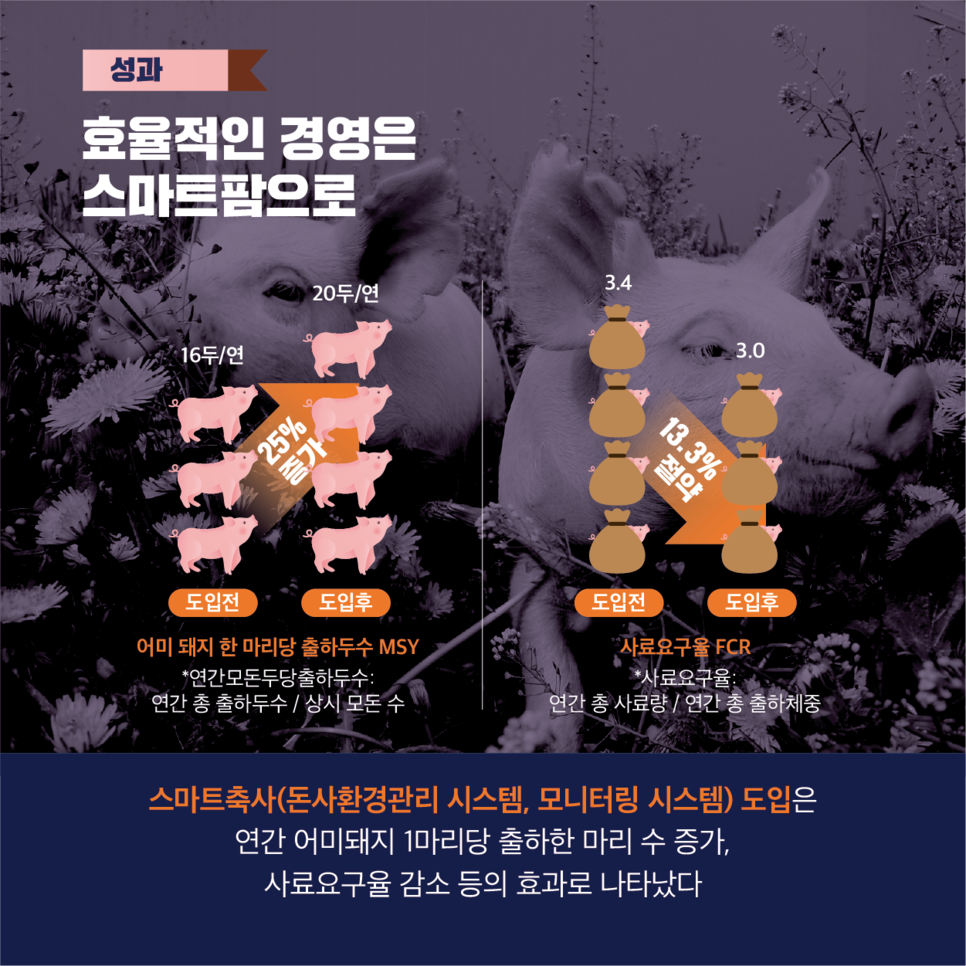 성과
효율적인 경영은
스마트팜으로
16두/연
20두/연
25%
증가
도입전
도입후
어미 돼지 한 마리당 출하두수 MSY
*연간모돈두당출하두수:
연간 총 출하두수 / 상시 모돈 수
3.4
3.0
13.3%
절약
도입전
도입후
사료요구율 FCR
*사료요구율:
연간 총 사료량 / 연간 총 출하체중
스마트축사(돈사환경관리 시스템, 모니터링 시스템) 도입은
연간 어미돼지 1마리당 출하한 마리 수 증가,
사료요구율 감소 등의 효과로 나타났다